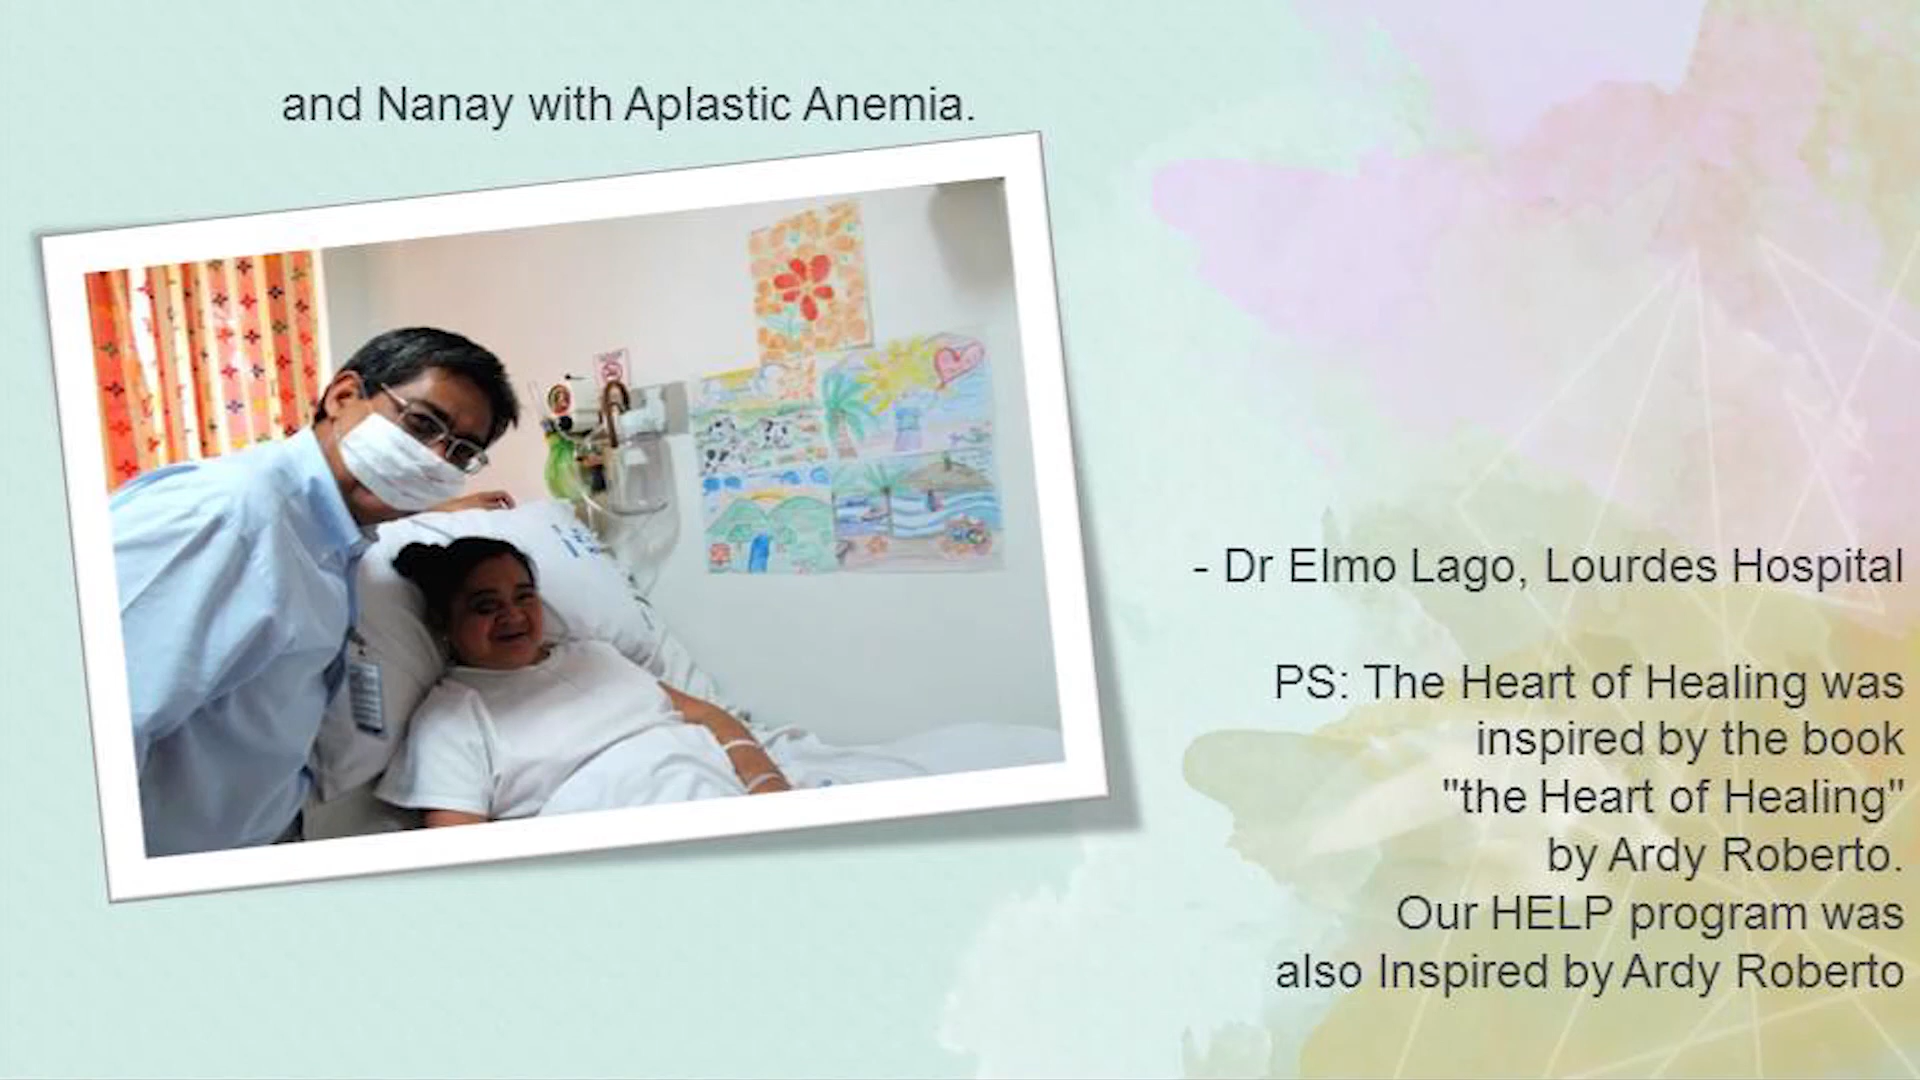 and Nanay with Aplastic Anemia.
- Dr Elmo Lago, Lourdes Hospital
PS: The Heart of Healing was
inspired by the book
"the Heart of Healing"
by Ardy Roberto.
Our HELP program was
also Inspired by Ardy Roberto